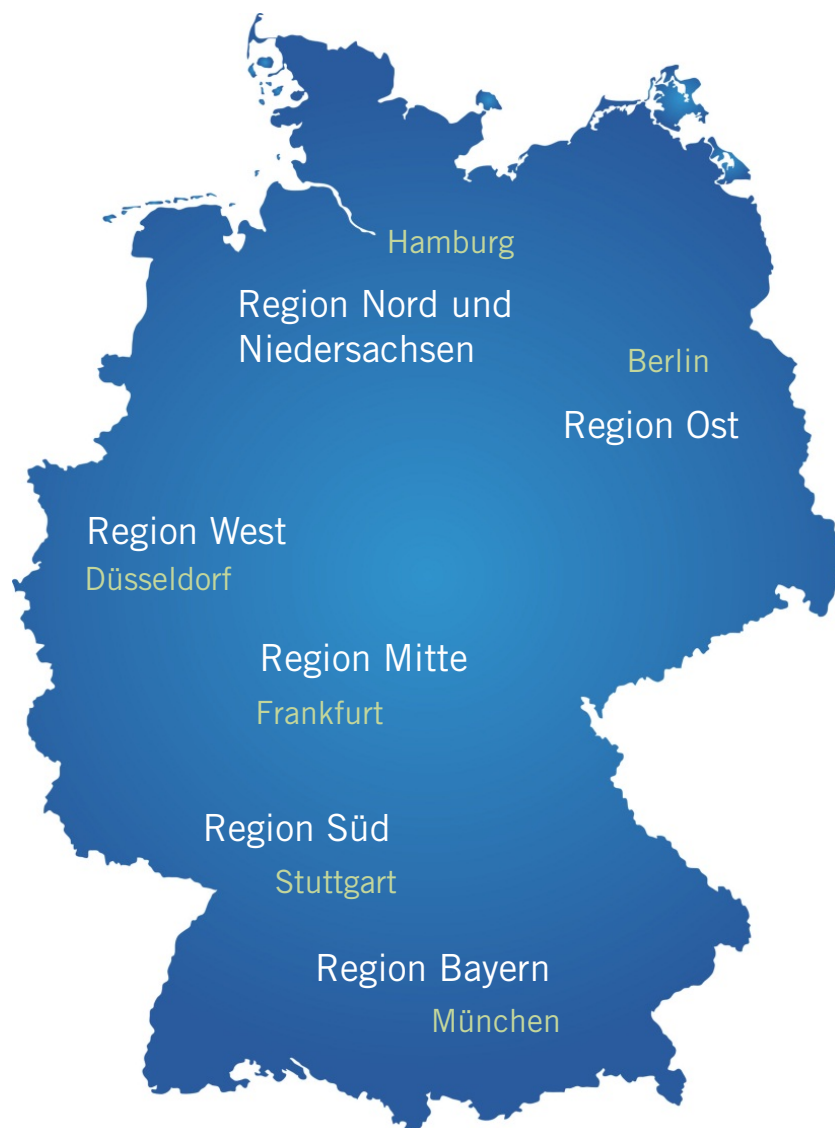 Hamburg
Region Nord und
Niedersachsen
Berlin
Region Ost
Region West
Düsseldorf
Region Mitte
Frankfurt
Region Süd
Stuttgart
Region Bayern
München